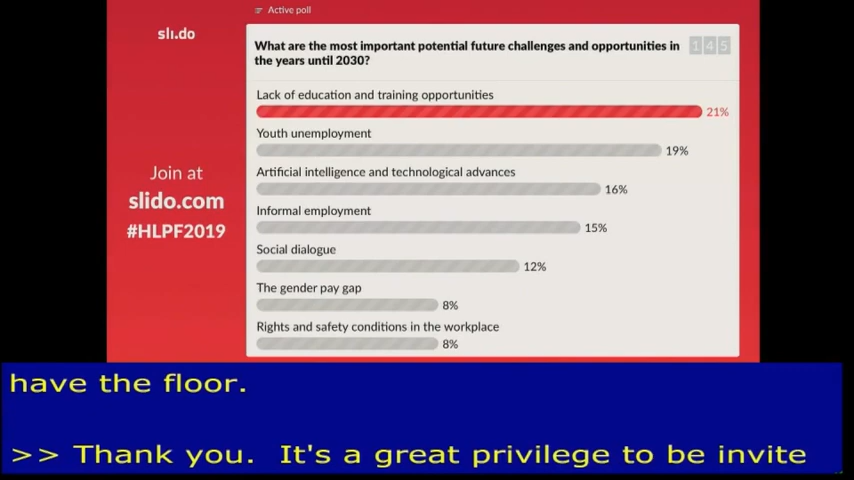 Active poll
sli.do
What are the most important potential future challenges and opportunities in
the years until 2030?
145
Lack of education and training opportunities
21%
Youth unemployment
19%
Artificial intelligence and technological advances
16%
Join at
slido.com
#HLPF2019
Informal employment
15%
Social dialogue
12%
The gender pay gap
8%
Rights and safety conditions in the workplace
8%
have the floor.
>> Thank you. It's a great privilege to be invite